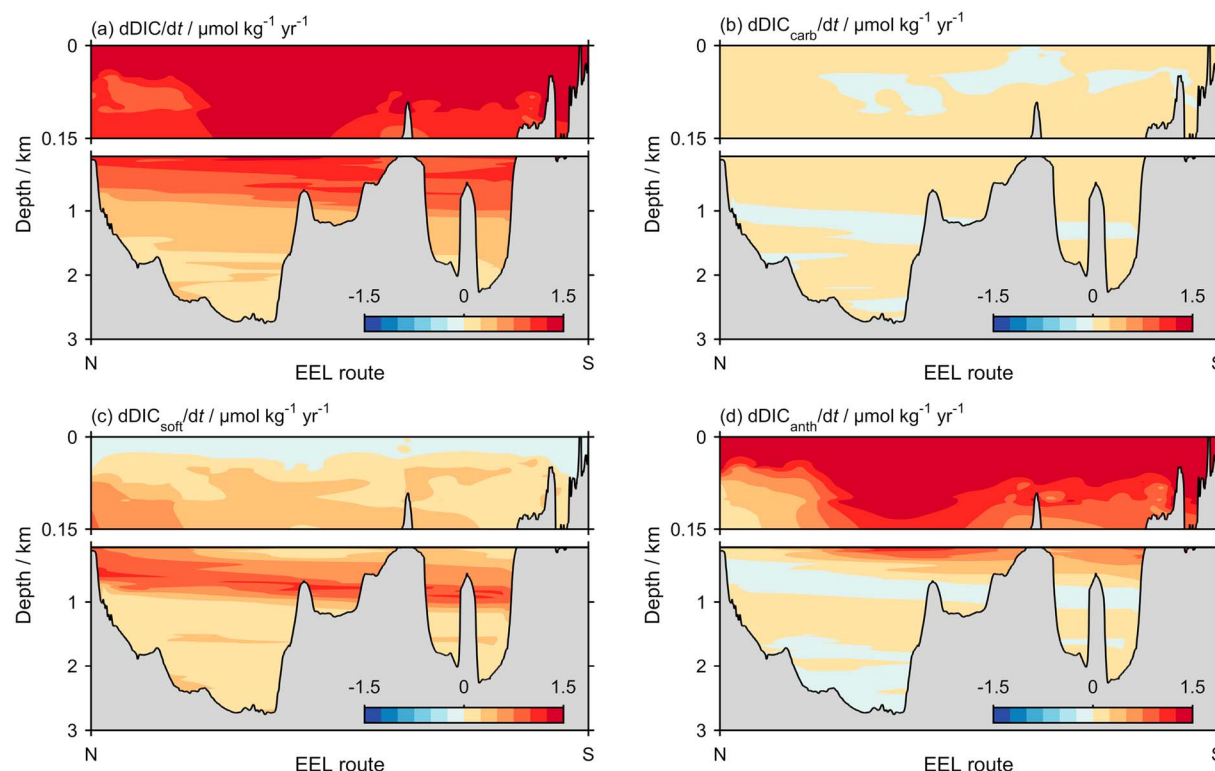 (a) dDIC/dt / µmol kg⁻¹ yr⁻¹
0
0.15
1
2
3
Depth / km
-1.5 0 1.5
N S
EEL route
(b) dDIC_carb/dt / µmol kg⁻¹ yr⁻¹
0
0.15
1
2
3
Depth / km
-1.5 0 1.5
N S
EEL route
(c) dDIC_soft/dt / µmol kg⁻¹ yr⁻¹
0
0.15
1
2
3
Depth / km
-1.5 0 1.5
N S
EEL route
(d) dDIC_anth/dt / µmol kg⁻¹ yr⁻¹
0
0.15
1
2
3
Depth / km
-1.5 0 1.5
N S
EEL route